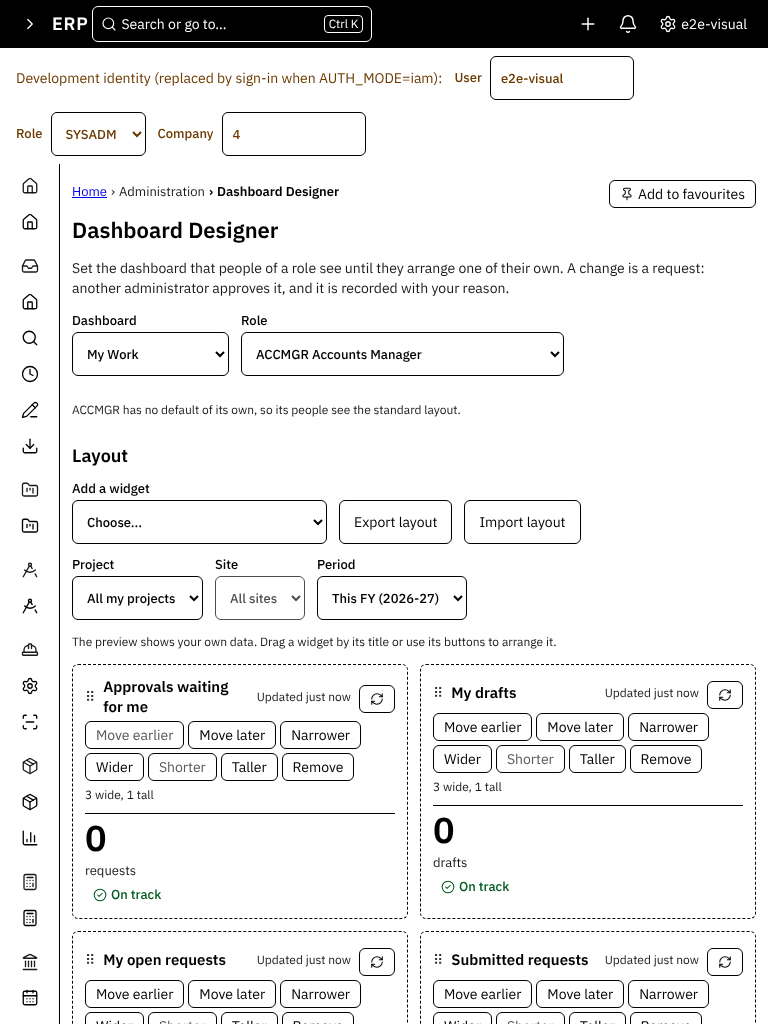 ERP
Search or go to...
Ctrl K
e2e-visual
Development identity (replaced by sign-in when AUTH_MODE=iam):
User
e2e-visual
Role
SYSADM
Company
4
Home › Administration › Dashboard Designer
Add to favourites
Dashboard Designer
Set the dashboard that people of a role see until they arrange one of their own. A change is a request:
another administrator approves it, and it is recorded with your reason.
Dashboard
Role
My Work
ACCMGR Accounts Manager
ACCMGR has no default of its own, so its people see the standard layout.
Layout
Add a widget
Choose...
Export layout
Import layout
Project
Site
Period
All my projects
All sites
This FY (2026-27)
The preview shows your own data. Drag a widget by its title or use its buttons to arrange it.
Approvals waiting
for me
Updated just now
Move earlier
Move later
Narrower
Wider
Shorter
Taller
Remove
3 wide, 1 tall
0
requests
On track
My drafts
Updated just now
Move earlier
Move later
Narrower
Wider
Shorter
Taller
Remove
3 wide, 1 tall
0
drafts
On track
My open requests
Updated just now
Move earlier
Move later
Narrower
Wider
Shorter
Taller
Remove
Submitted requests
Updated just now
Move earlier
Move later
Narrower
Wider
Shorter
Taller
Remove